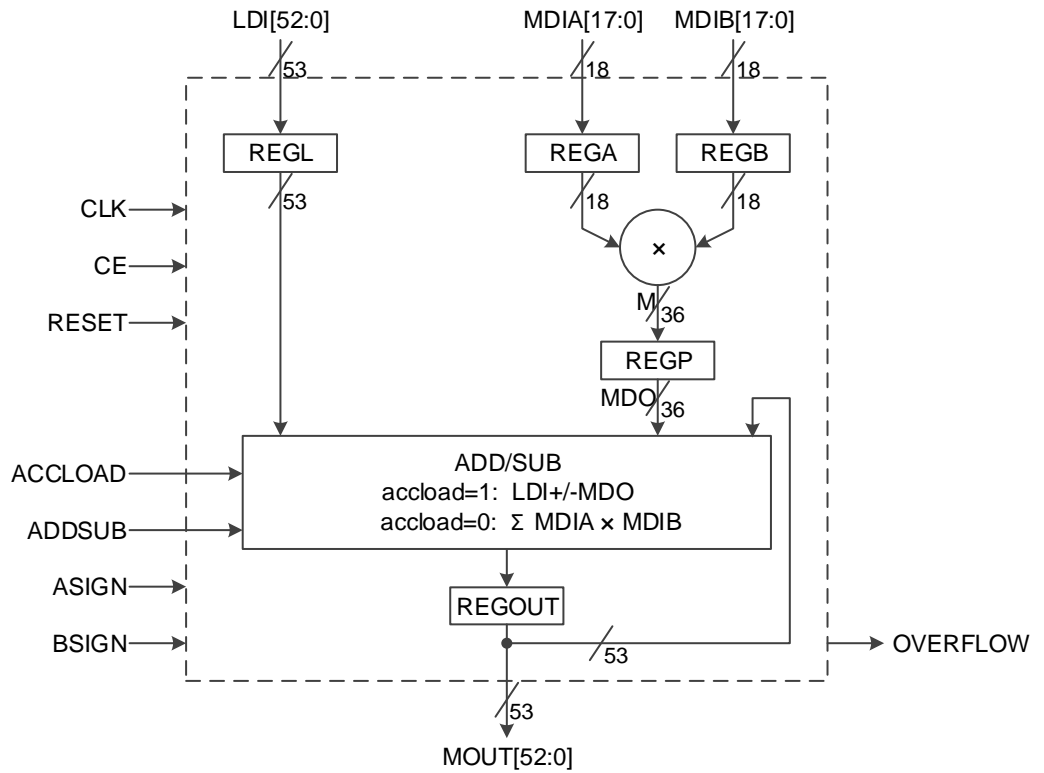 LDI[52:0]
MDIA[17:0]
MDIB[17:0]
53
18
18
REGL
REGA
REGB
53
18
18
CLK
×
CE
M
36
RESET
REGP
MDO
36
ACCLOAD
ADD/SUB
accload=1: LDI+/-MDO
accload=0: Σ MDIA × MDIB
ADDSUB
ASIGN
REGOUT
BSIGN
53
OVERFLOW
53
MOUT[52:0]